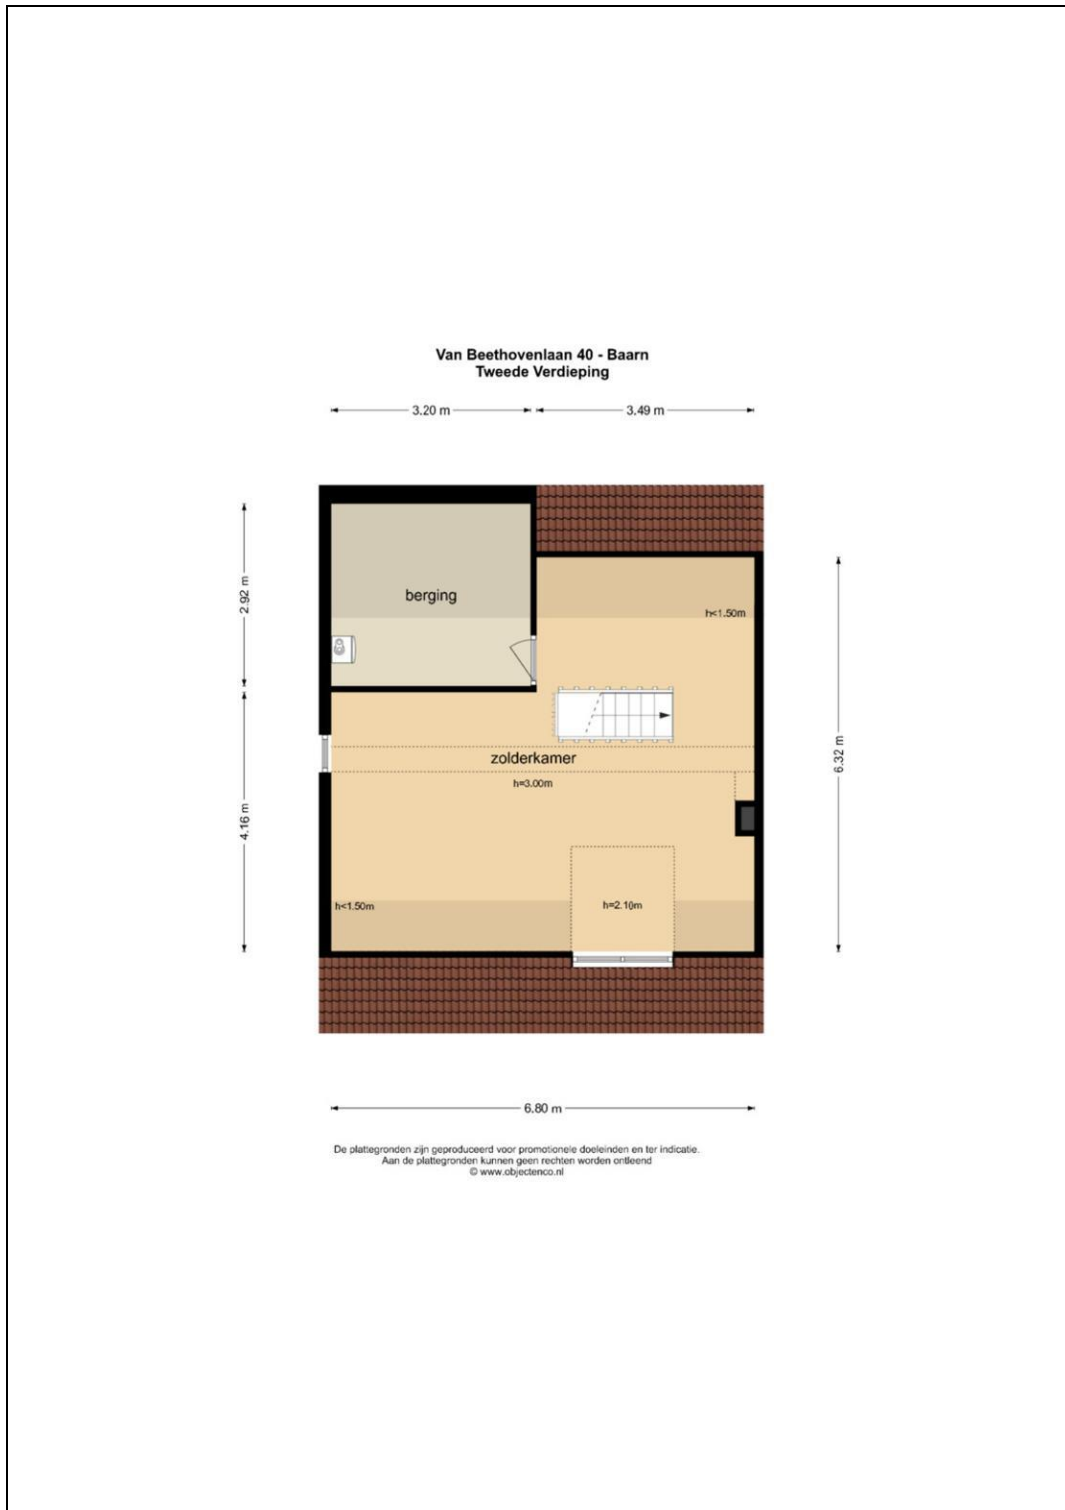 Van Beethovenlaan 40 - Baarn
Tweede Verdieping
3.20 m
3.49 m
2.92 m
berging
h<1.50m
zolderkamer
h=3.00m
6.32 m
4.16 m
h<1.50m
h=2.10m
6.80 m
De plattegronden zijn geproduceerd voor promotionele doeleinden en ter indicatie.
Aan de plattegronden kunnen geen rechten worden ontleend
© www.objectenco.nl